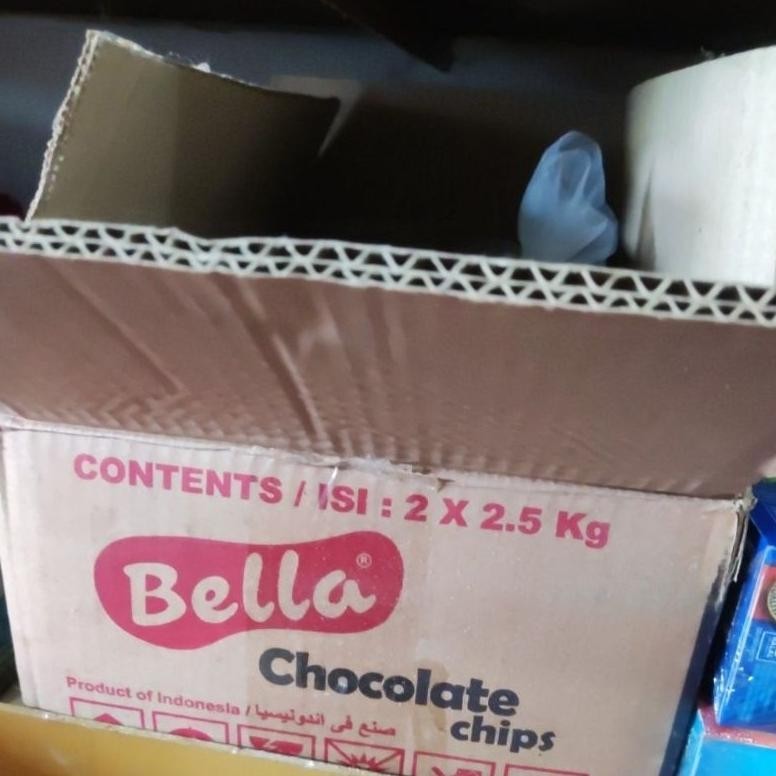 CONTENTS / ISI : 2 X 2.5 Kg
Bella®
Chocolate
chips
Product of Indonesia / صنع في اندونيسيا